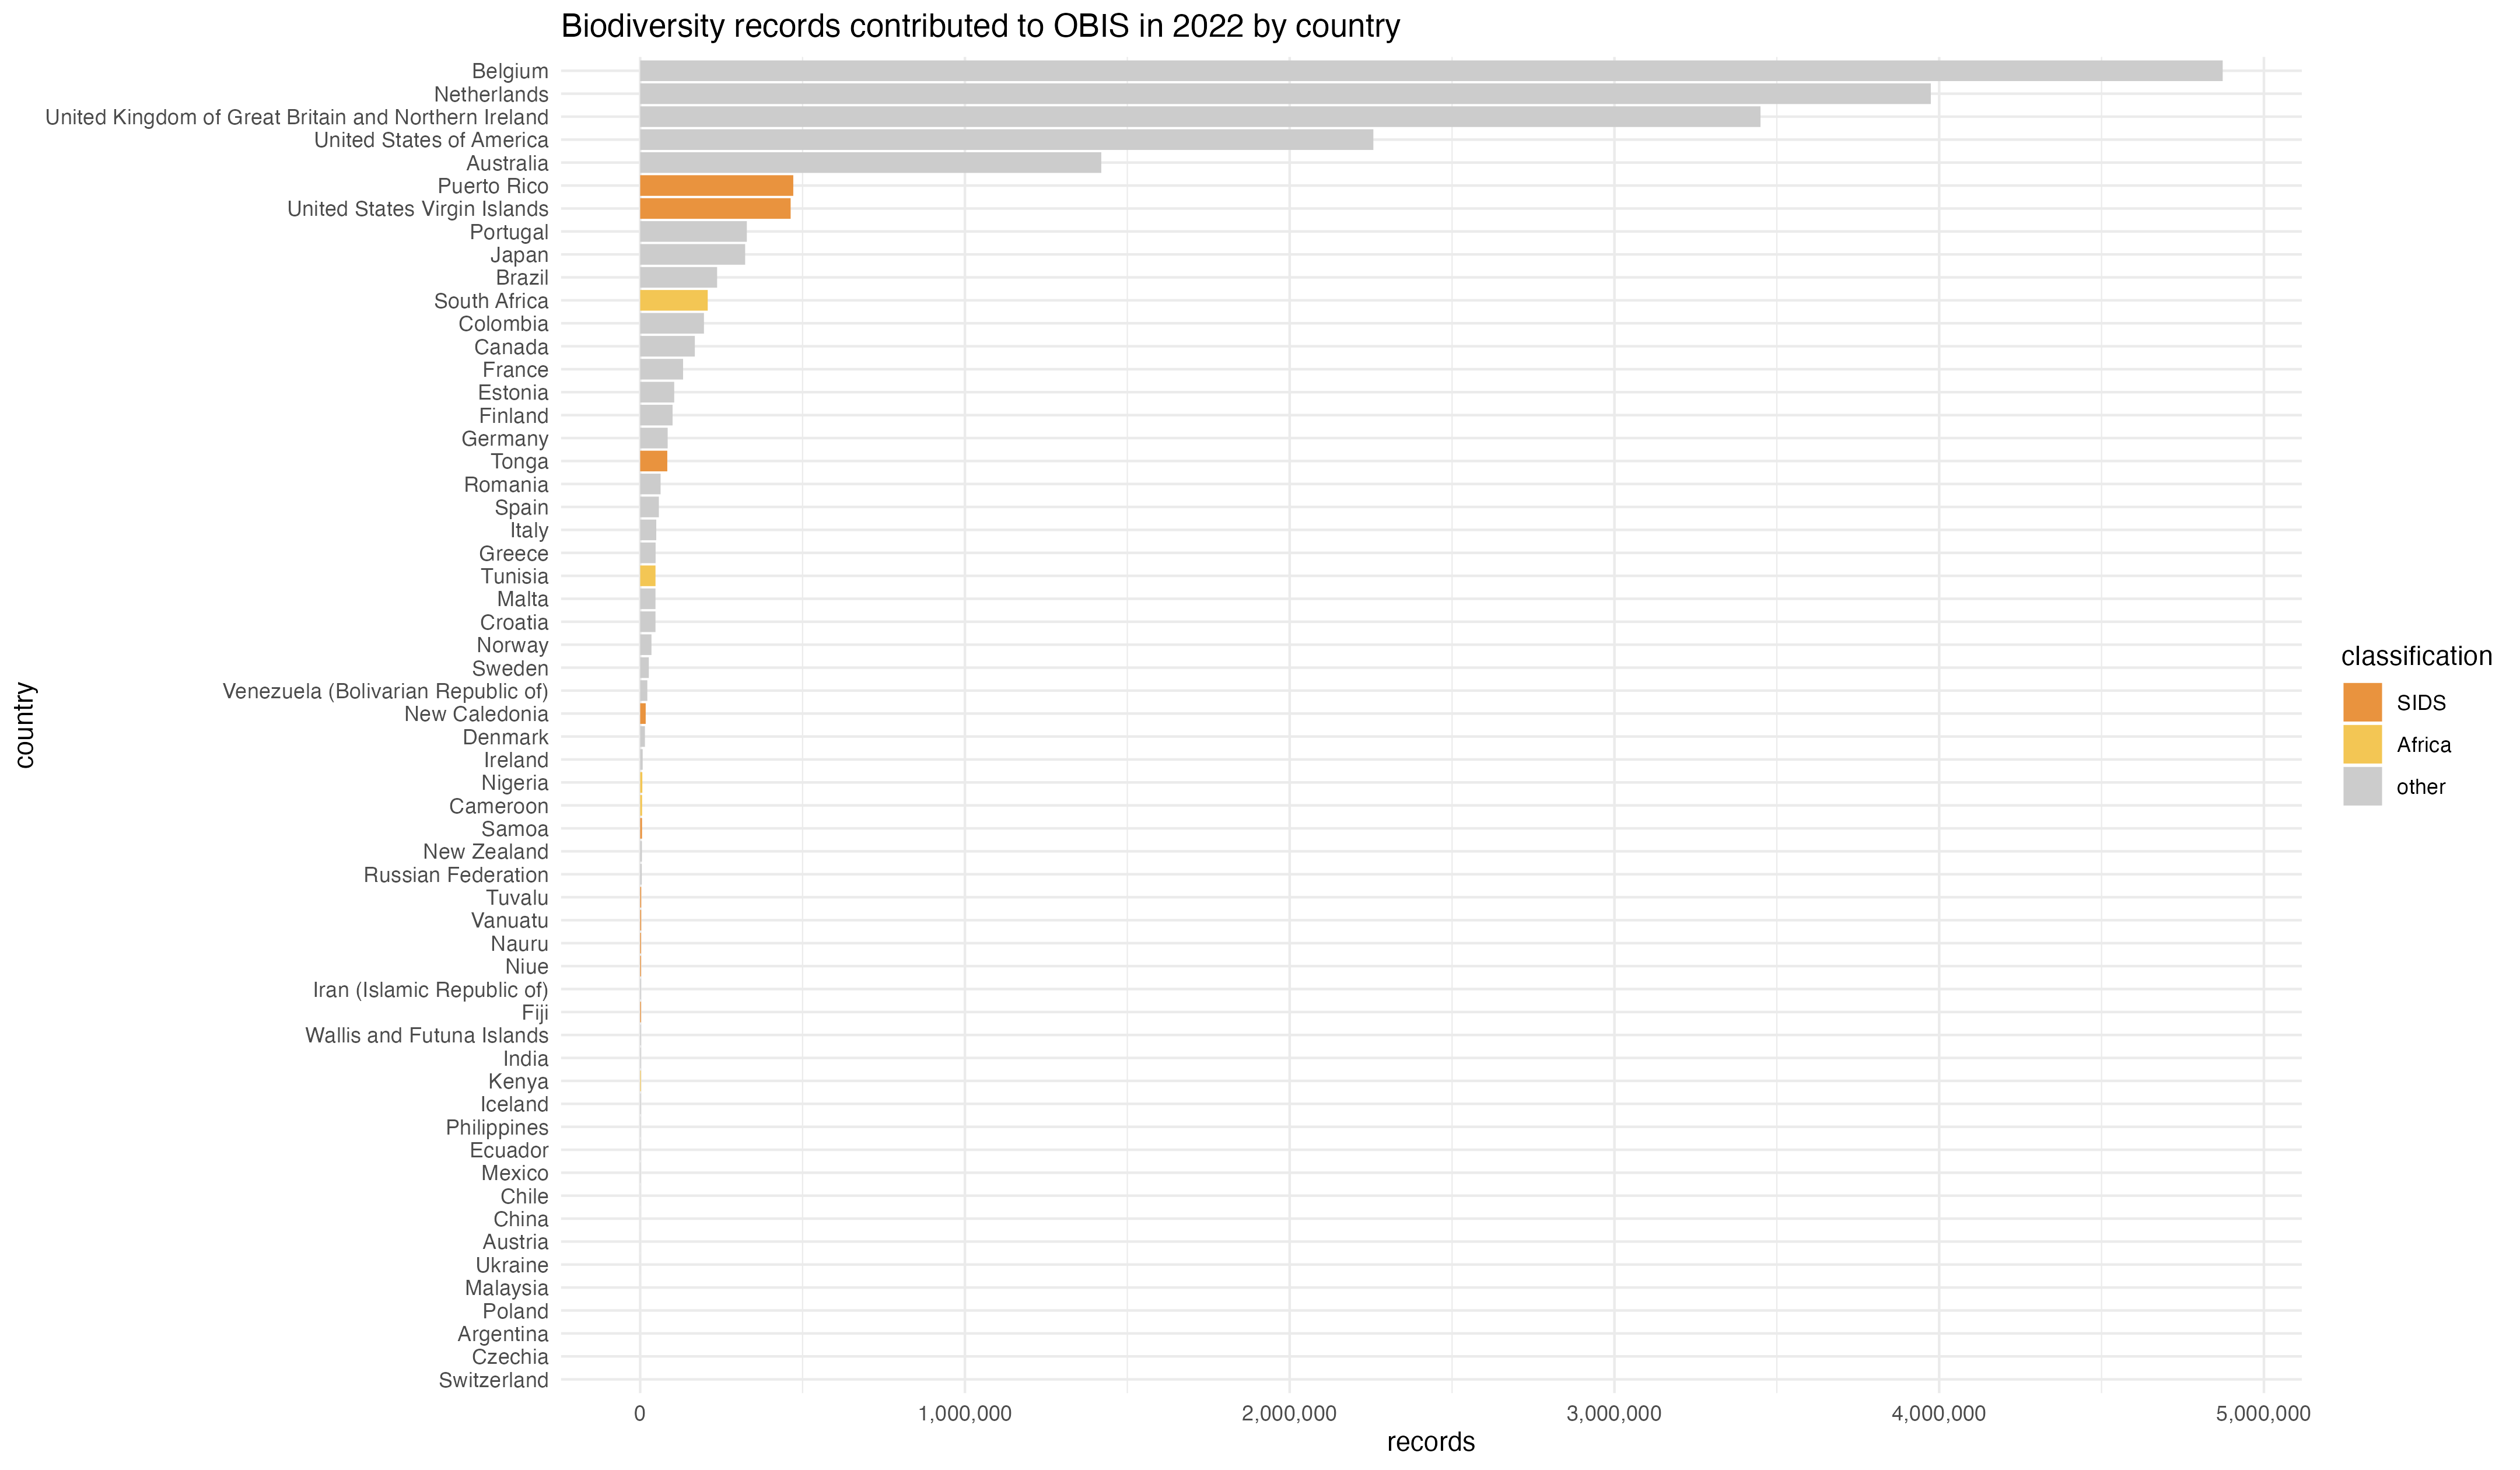 Biodiversity records contributed to OBIS in 2022 by country
Belgium
Netherlands
United Kingdom of Great Britain and Northern Ireland
United States of America
Australia
Puerto Rico
United States Virgin Islands
Portugal
Japan
Brazil
South Africa
Colombia
Canada
France
Estonia
Finland
Germany
Tonga
Romania
Spain
Italy
Greece
Tunisia
Malta
Croatia
Norway
Sweden
Venezuela (Bolivarian Republic of)
New Caledonia
Denmark
Ireland
Nigeria
Cameroon
Samoa
New Zealand
Russian Federation
Tuvalu
Vanuatu
Nauru
Niue
Iran (Islamic Republic of)
Fiji
Wallis and Futuna Islands
India
Kenya
Iceland
Philippines
Ecuador
Mexico
Chile
China
Austria
Ukraine
Malaysia
Poland
Argentina
Czechia
Switzerland
country
0 1,000,000 2,000,000 3,000,000 4,000,000 5,000,000
records
classification
SIDS
Africa
other